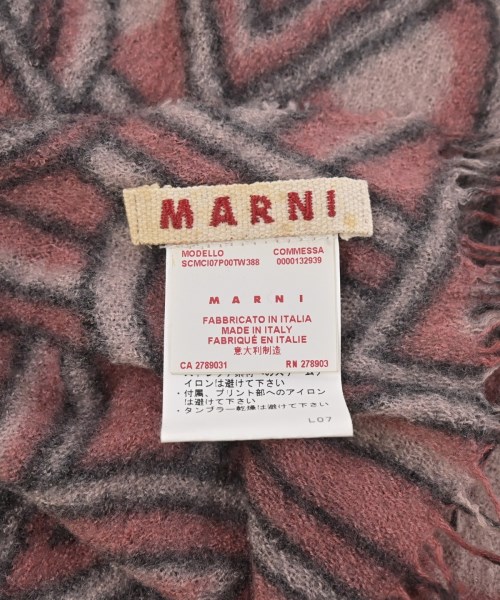 MARNI
MODELLO COMMESSA
SCMCI07P00TW388 0000132939
MARNI
FABBRICATO IN ITALIA
MADE IN ITALY
FABRIQUÉ EN ITALIE
意大利制造
CA 2789031 RN 278903
イロンは避けて下さい
・付属、プリント部へのアイロン
は避けて下さい
・タンブラー乾燥は避けて下さい
L07